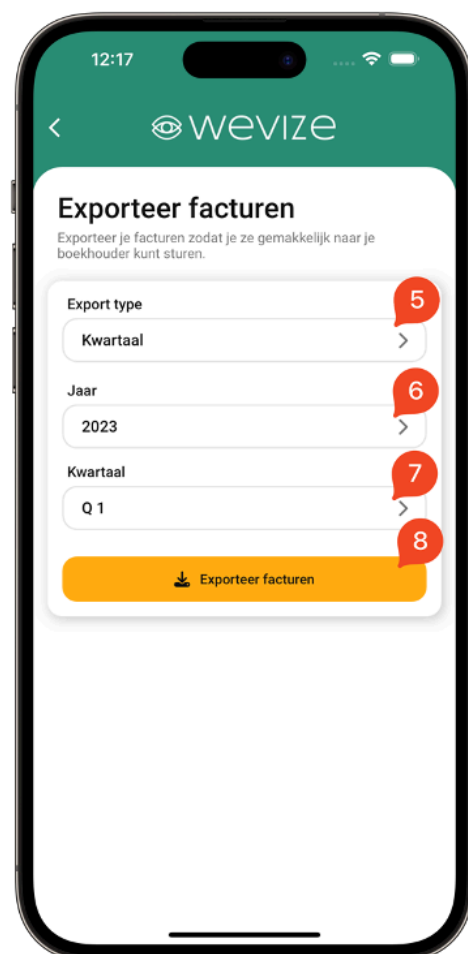 12:17
wevize
Exporteer facturen
Exporteer je facturen zodat je ze gemakkelijk naar je
boekhouder kunt sturen.
5
Export type
Kwartaal
6
Jaar
2023
7
Kwartaal
Q 1
8
Exporteer facturen